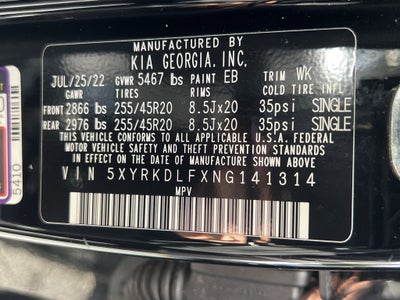 MANUFACTURED BY
KIA GEORGIA, INC.
JUL/25/22 GVWR 5467 lbs PAINT EB TRIM WK
GAWR TIRES RIMS COLD TIRE INFL
FRONT 2866 lbs 255/45R20 8.5Jx20 35psi SINGLE
REAR 2976 lbs 255/45R20 8.5Jx20 35psi SINGLE
THIS VEHICLE CONFORMS TO ALL APPLICABLE U.S.A. FEDERAL
MOTOR VEHICLE SAFETY AND THEFT PREVENTION STANDARDS
IN EFFECT ON THE DATE OF MANUFACTURE SHOWN ABOVE
VIN 5XYRKDLFXNG141314
MPV
5410